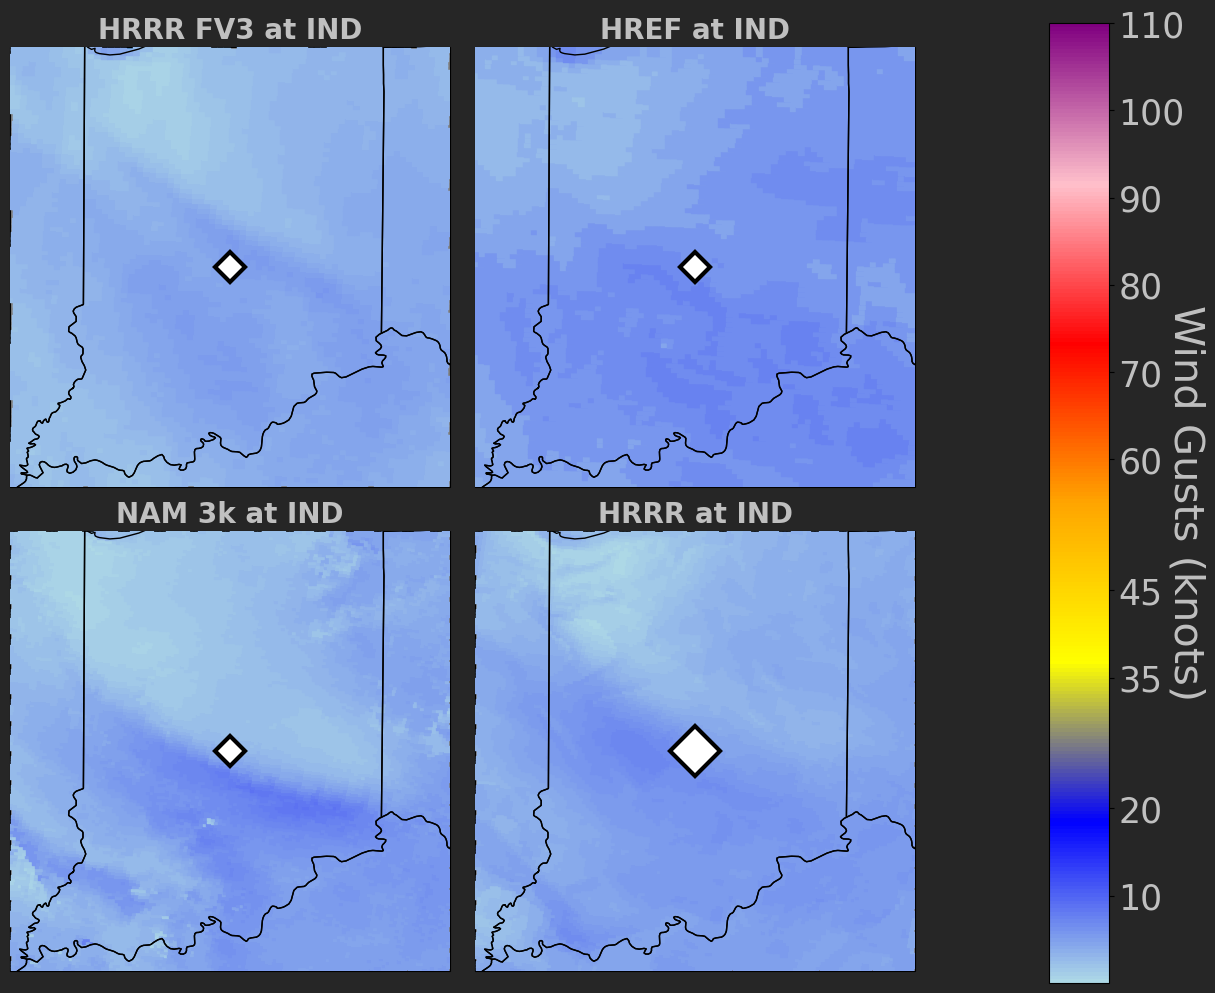 HRRR FV3 at IND
HREF at IND
NAM 3k at IND
HRRR at IND
110
100
90
80
70
60
45
35
20
10
Wind Gusts (knots)